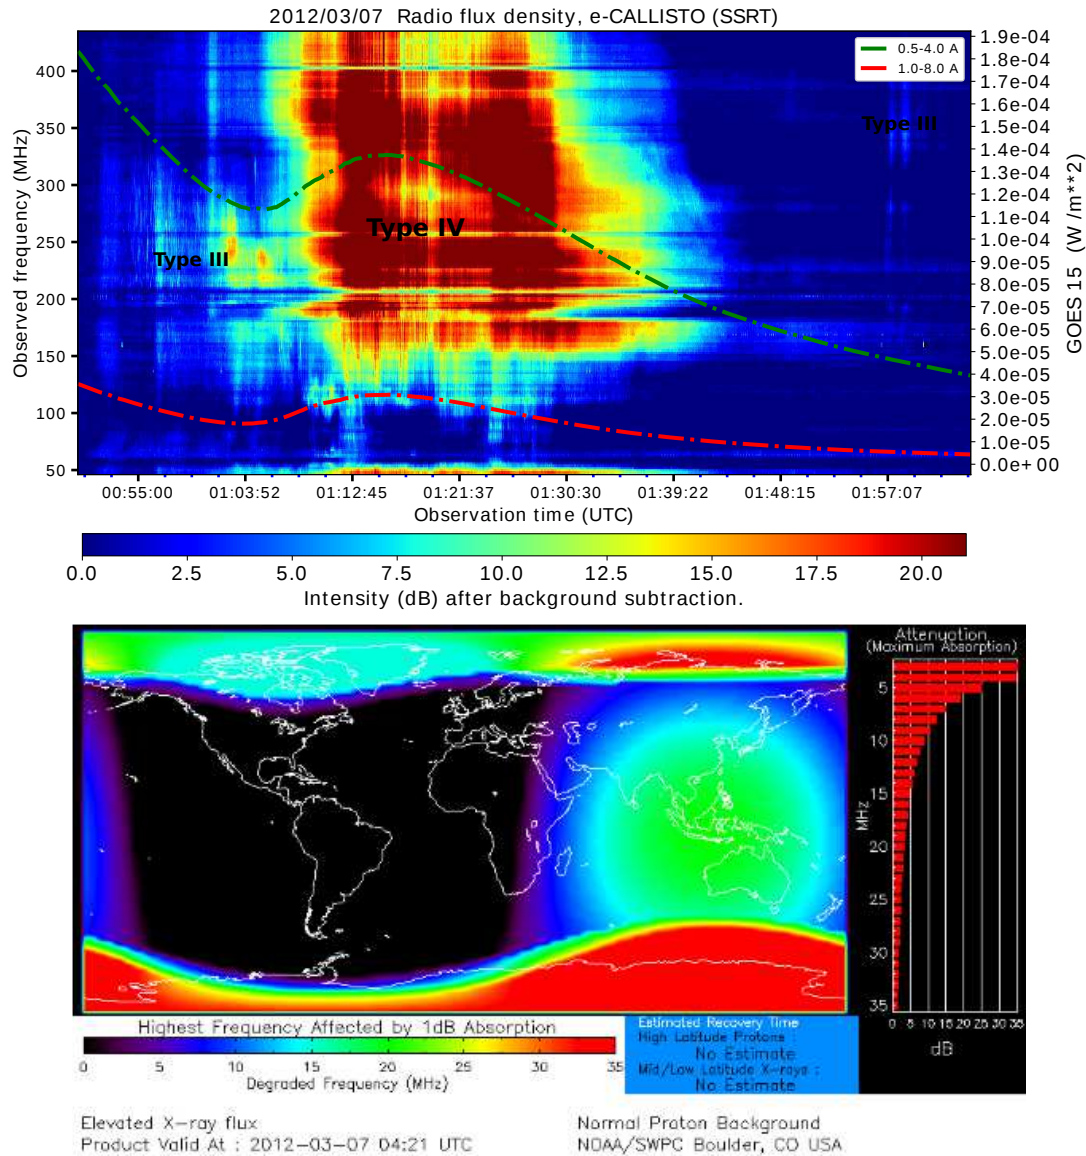 2012/03/07  Radio flux density, e-CALLISTO (SSRT)
0.5-4.0 A
1.0-8.0 A
Type III
Type IV
Type III
Observed frequency (MHz)
400
350
300
250
200
150
100
50
1.9e-04
1.8e-04
1.7e-04
1.6e-04
1.5e-04
1.4e-04
1.3e-04
1.2e-04
1.1e-04
1.0e-04
9.0e-05
8.0e-05
7.0e-05
6.0e-05
5.0e-05
4.0e-05
3.0e-05
2.0e-05
1.0e-05
0.0e+00
GOES 15  (W /m**2)
00:55:00 01:03:52 01:12:45 01:21:37 01:30:30 01:39:22 01:48:15 01:57:07
Observation time (UTC)
0.0 2.5 5.0 7.5 10.0 12.5 15.0 17.5 20.0
Intensity (dB) after background subtraction.
Attenuation
(Maximum Absorption)
5
10
15
20
25
30
35
MHz
0 5 10 15 20 25 30 35
dB
Highest Frequency Affected by 1dB Absorption
0 5 10 15 20 25 30 35
Degraded Frequency (MHz)
Estimated Recovery Time
High Latitude Protons :
No Estimate
Mid/Low Latitude X-rays :
No Estimate
Elevated X-ray flux
Product Valid At : 2012-03-07 04:21 UTC
Normal Proton Background
NOAA/SWPC Boulder, CO USA